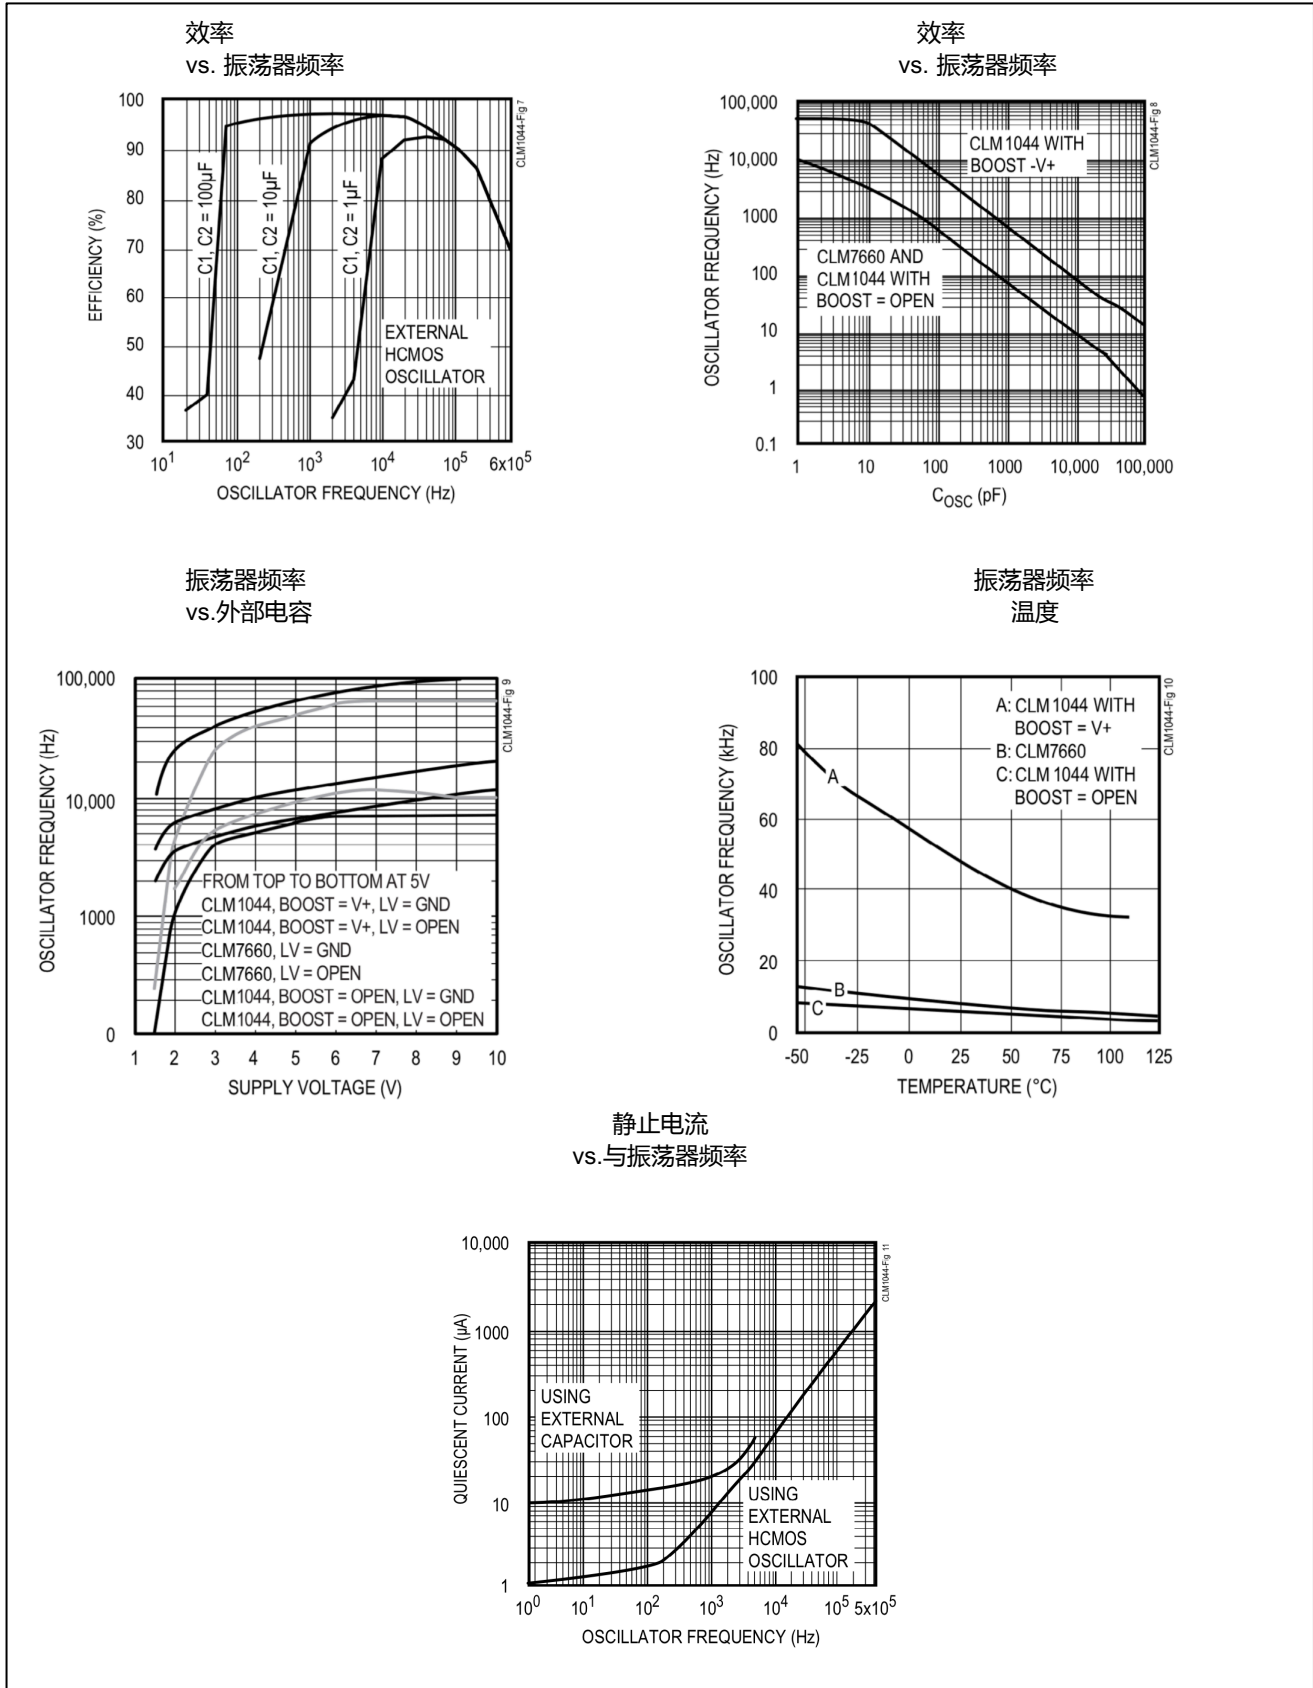 效率
vs. 振荡器频率
100
90
80
70
60
50
40
30
EFFICIENCY (%)
C1, C2 = 100µF
C1, C2 = 10µF
C1, C2 = 1µF
EXTERNAL
HCMOS
OSCILLATOR
CLM1044-Fig 7
10¹ 10² 10³ 10⁴ 10⁵ 6x10⁵
OSCILLATOR FREQUENCY (Hz)
效率
vs. 振荡器频率
100,000
10,000
1000
100
10
1
0.1
OSCILLATOR FREQUENCY (Hz)
CLM1044 WITH
BOOST -V+
CLM7660 AND
CLM1044 WITH
BOOST = OPEN
CLM1044-Fig 8
1 10 100 1000 10,000 100,000
COSC (pF)
振荡器频率
vs.外部电容
100,000
10,000
1000
0
OSCILLATOR FREQUENCY (Hz)
FROM TOP TO BOTTOM AT 5V
CLM1044, BOOST = V+, LV = GND
CLM1044, BOOST = V+, LV = OPEN
CLM7660, LV = GND
CLM7660, LV = OPEN
CLM1044, BOOST = OPEN, LV = GND
CLM1044, BOOST = OPEN, LV = OPEN
CLM1044-Fig 9
1 2 3 4 5 6 7 8 9 10
SUPPLY VOLTAGE (V)
振荡器频率
温度
100
80
60
40
20
0
OSCILLATOR FREQUENCY (kHz)
A: CLM1044 WITH
BOOST = V+
B: CLM7660
C: CLM1044 WITH
BOOST = OPEN
A
B
C
CLM1044-Fig 10
-50 -25 0 25 50 75 100 125
TEMPERATURE (°C)
静止电流
vs.与振荡器频率
10,000
1000
100
10
1
QUIESCENT CURRENT (µA)
USING
EXTERNAL
CAPACITOR
USING
EXTERNAL
HCMOS
OSCILLATOR
CLM1044-Fig 11
10⁰ 10¹ 10² 10³ 10⁴ 10⁵ 5x10⁵
OSCILLATOR FREQUENCY (Hz)